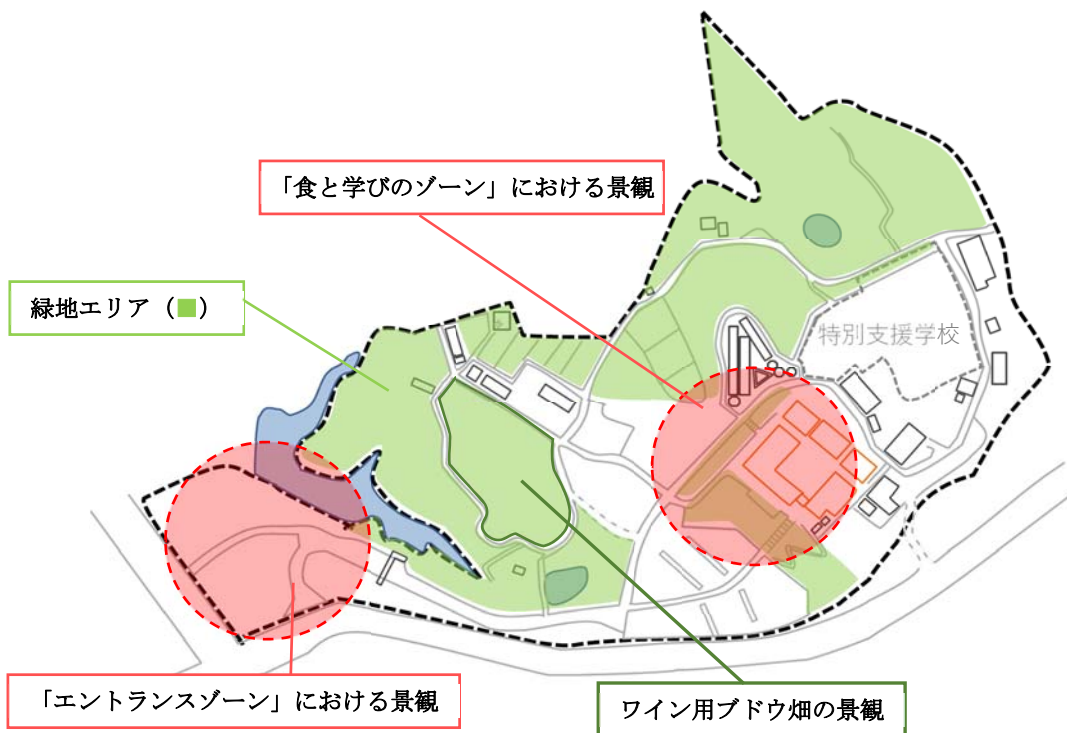 「食と学びのゾーン」における景観
緑地エリア（■）
特別支援学校
「エントランスゾーン」における景観
ワイン用ブドウ畑の景観